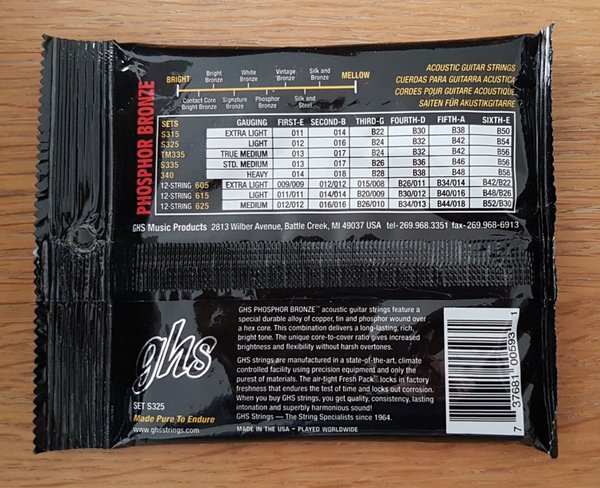 PHOSPHOR BRONZE
BRIGHT Bright Bronze White Bronze Vintage Bronze Silk and Bronze MELLOW
Contact Core Bright Bronze Signature Bronze Phosphor Bronze Silk and Steel
ACOUSTIC GUITAR STRINGS
CUERDAS PARA GUITARRA ACUSTICA
CORDES POUR GUITARE ACOUSTIQUE
SAITEN FÜR AKUSTIKGITARRE
SETS GAUGING FIRST-E SECOND-B THIRD-G FOURTH-D FIFTH-A SIXTH-E
S315 EXTRA LIGHT 011 014 B22 B30 B38 B50
S325 LIGHT 012 016 B24 B32 B42 B54
TM335 TRUE MEDIUM 013 017 B24 B32 B42 B56
S335 STD. MEDIUM 013 017 B26 B36 B46 B56
340 HEAVY 014 018 B28 B38 B48 B58
12-STRING 605 EXTRA LIGHT 009/009 012/012 015/008 B26/011 B34/014 B42/B22
12-STRING 615 LIGHT 011/011 014/014 B20/009 B30/012 B40/016 B48/B26
12-STRING 625 MEDIUM 012/012 016/016 B26/010 B34/013 B44/018 B52/B30
GHS Music Products 2813 Wilber Avenue, Battle Creek, MI 49037 USA tel-269.968.3351 fax-269.968-6913
ghs
SET S325
Made Pure To Endure
www.ghsstrings.com
GHS PHOSPHOR BRONZE™ acoustic guitar strings feature a
special durable alloy of copper, tin and phosphor wound over
a hex core. This combination delivers a long-lasting, rich,
bright tone. The unique core-to-cover ratio gives increased
brightness and flexibility without harsh overtones.
GHS strings are manufactured in a state-of-the-art, climate
controlled facility using precision equipment and only the
purest of materials. The air-tight Fresh Pack™ locks in factory
freshness that endures the test of time and locks out corrosion.
When you buy GHS strings, you get quality, consistency, lasting
intonation and superbly harmonious sound!
GHS Strings — The String Specialists since 1964.
MADE IN THE USA - PLAYED WORLDWIDE
7 37681 00593 1